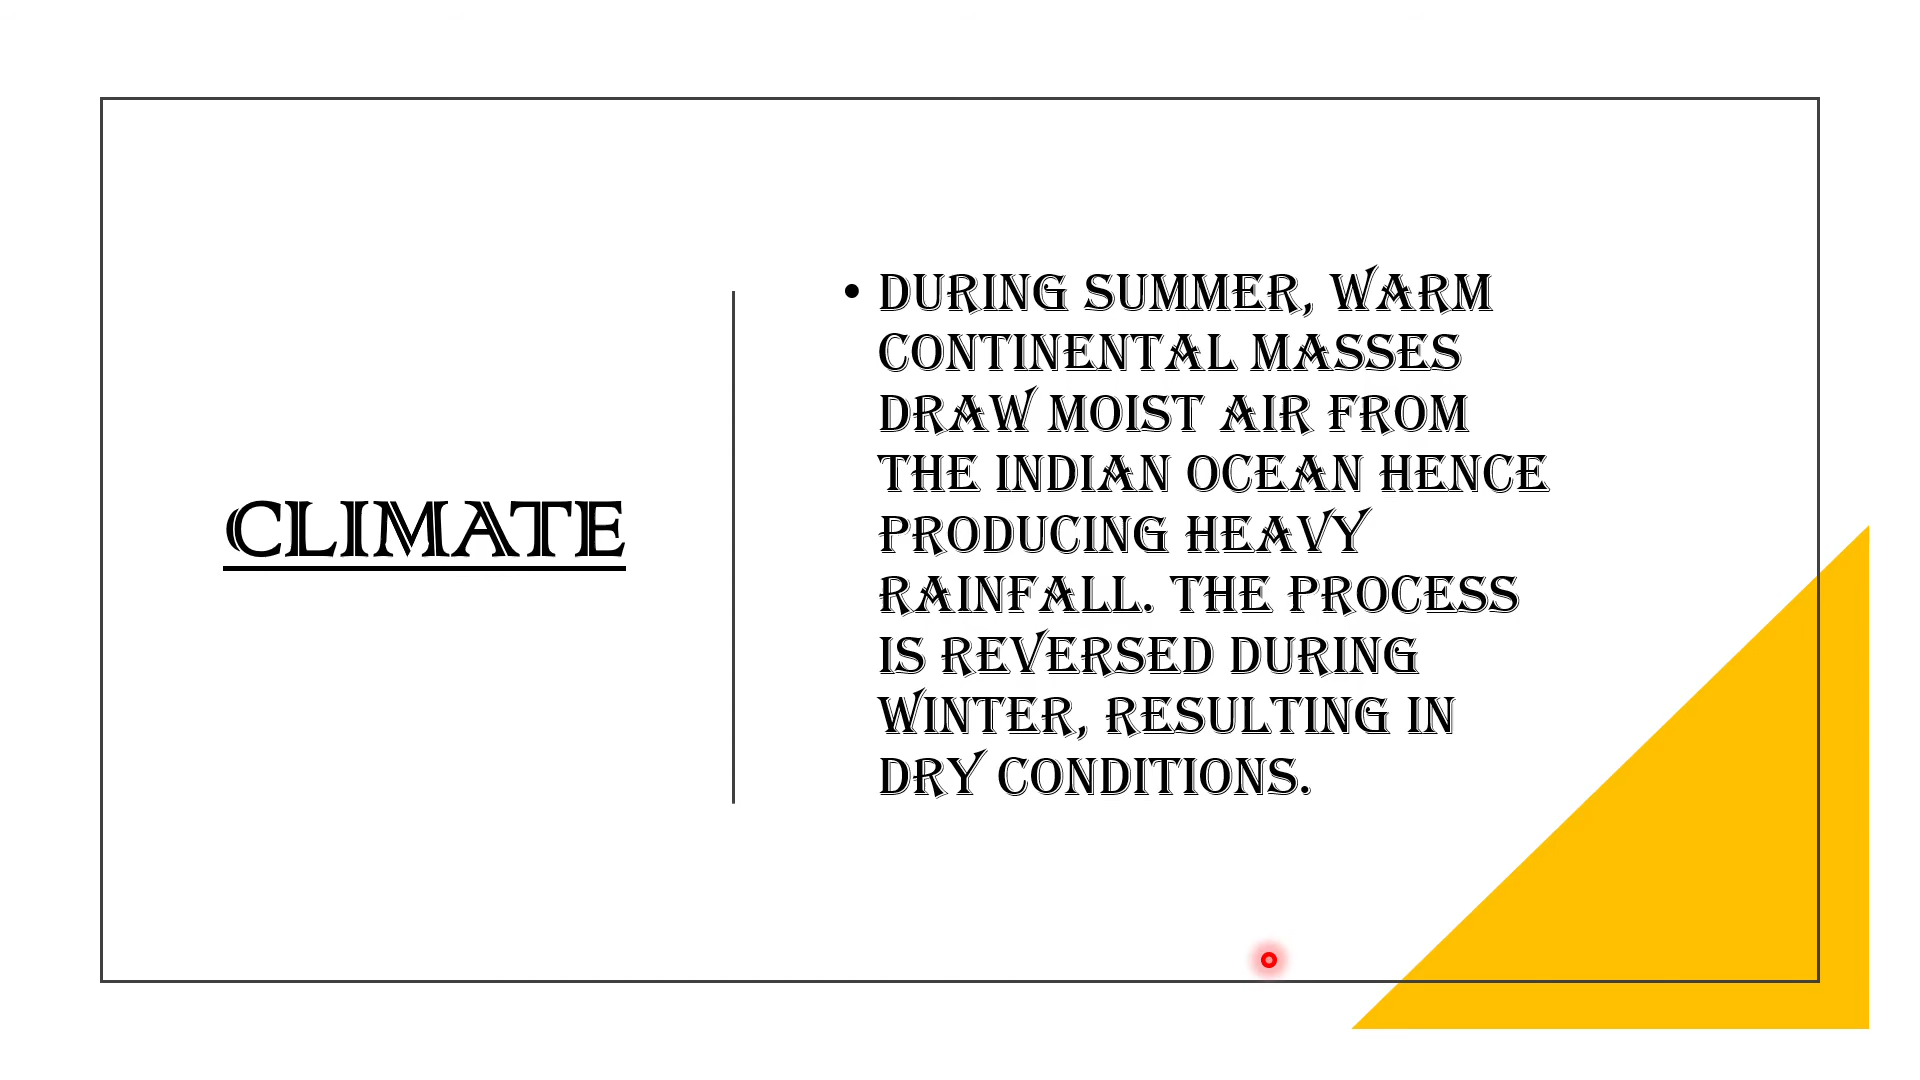 CLIMATE
• DURING SUMMER, WARM
CONTINENTAL MASSES
DRAW MOIST AIR FROM
THE INDIAN OCEAN HENCE
PRODUCING HEAVY
RAINFALL. THE PROCESS
IS REVERSED DURING
WINTER, RESULTING IN
DRY CONDITIONS.